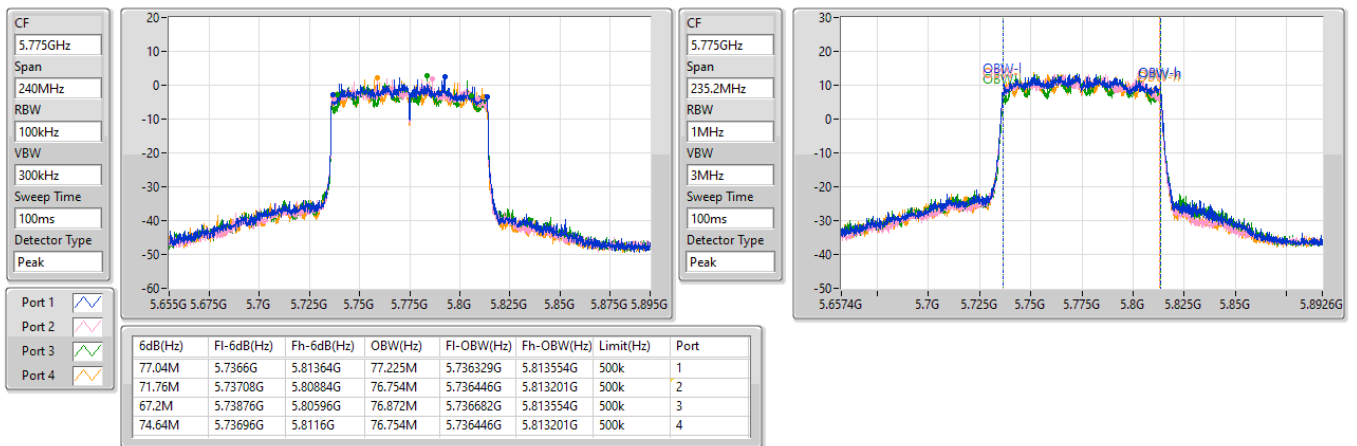 CF
5.775GHz
Span
240MHz
RBW
100kHz
VBW
300kHz
Sweep Time
100ms
Detector Type
Peak
20
10
0
-10
-20
-30
-40
-50
-60
5.655G 5.675G 5.7G 5.725G 5.75G 5.775G 5.8G 5.825G 5.85G 5.875G 5.895G
CF
5.775GHz
Span
235.2MHz
RBW
1MHz
VBW
3MHz
Sweep Time
100ms
Detector Type
Peak
30
20
10
0
-10
-20
-30
-40
-50
OBW-l
OBW-h
5.6574G 5.7G 5.725G 5.75G 5.775G 5.8G 5.825G 5.85G 5.8926G
Port 1
Port 2
Port 3
Port 4
6dB(Hz) Fl-6dB(Hz) Fh-6dB(Hz) OBW(Hz) Fl-OBW(Hz) Fh-OBW(Hz) Limit(Hz) Port
77.04M 5.7366G 5.81364G 77.225M 5.736329G 5.813554G 500k 1
71.76M 5.73708G 5.80884G 76.754M 5.736446G 5.813201G 500k 2
67.2M 5.73876G 5.80596G 76.872M 5.736682G 5.813554G 500k 3
74.64M 5.73696G 5.8116G 76.754M 5.736446G 5.813201G 500k 4